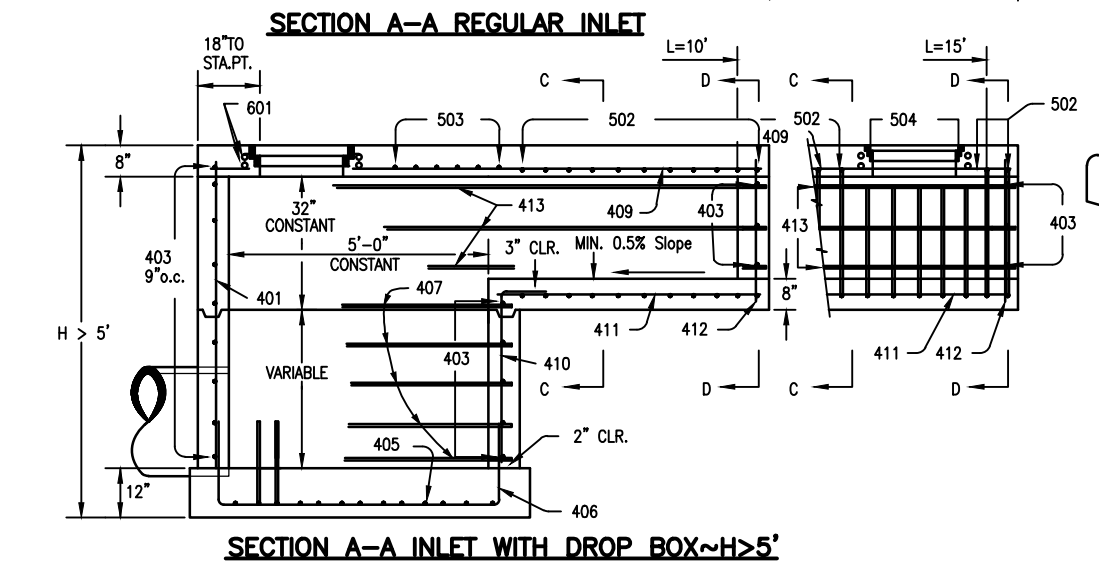 SECTION A-A REGULAR INLET
18"TO
STA.PT.
L=10'
L=15'
C
D
C
D
601
503
502
502
504
502
409
8"
32"
CONSTANT
413
409
403
413
403
5'-0"
CONSTANT
3" CLR.
MIN. 0.5% Slope
403
9"o.c.
401
407
8"
H > 5'
411
412
403
410
411
412
VARIABLE
C
D
C
D
405
2" CLR.
12"
406
SECTION A-A INLET WITH DROP BOX~H>5'